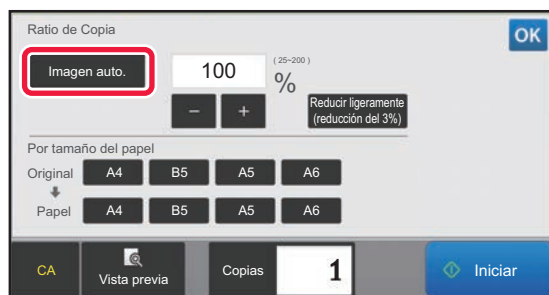 Ratio de Copia
OK
Imagen auto.
100
(25~200)
%
Reducir ligeramente
(reducción del 3%)
− +
Por tamaño del papel
Original A4 B5 A5 A6
Papel A4 B5 A5 A6
CA
Vista previa
Copias 1
Iniciar